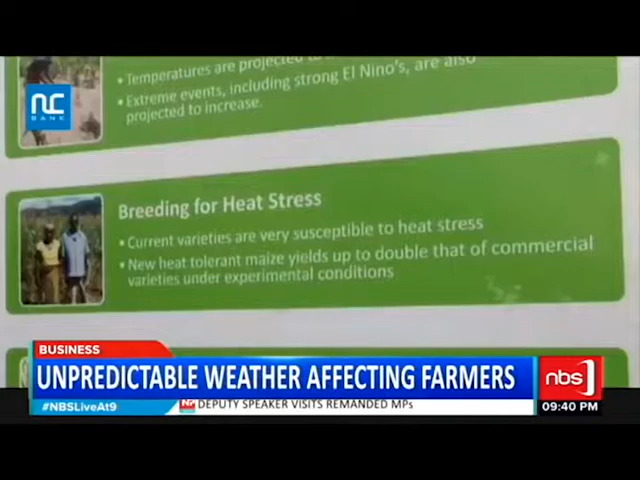 • Temperatures are projected to
• Extreme events, including strong El Nino's, are also
projected to increase.
nc
BANK
Breeding for Heat Stress
• Current varieties are very susceptible to heat stress
• New heat tolerant maize yields up to double that of commercial
varieties under experimental conditions
BUSINESS
UNPREDICTABLE WEATHER AFFECTING FARMERS
nbs
#NBSLiveAt9
DEPUTY SPEAKER VISITS REMANDED MPs
09:40 PM